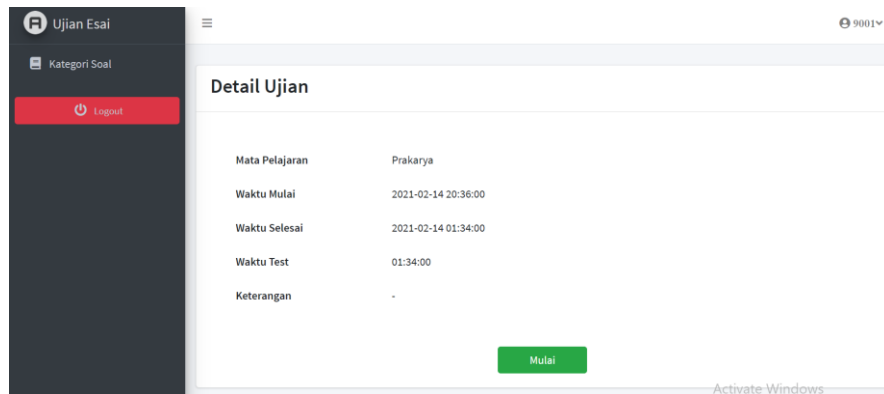 Ujian Esai
9001
Kategori Soal
Logout
Detail Ujian
Mata Pelajaran Prakarya
Waktu Mulai 2021-02-14 20:36:00
Waktu Selesai 2021-02-14 01:34:00
Waktu Test 01:34:00
Keterangan -
Mulai
Activate Windows